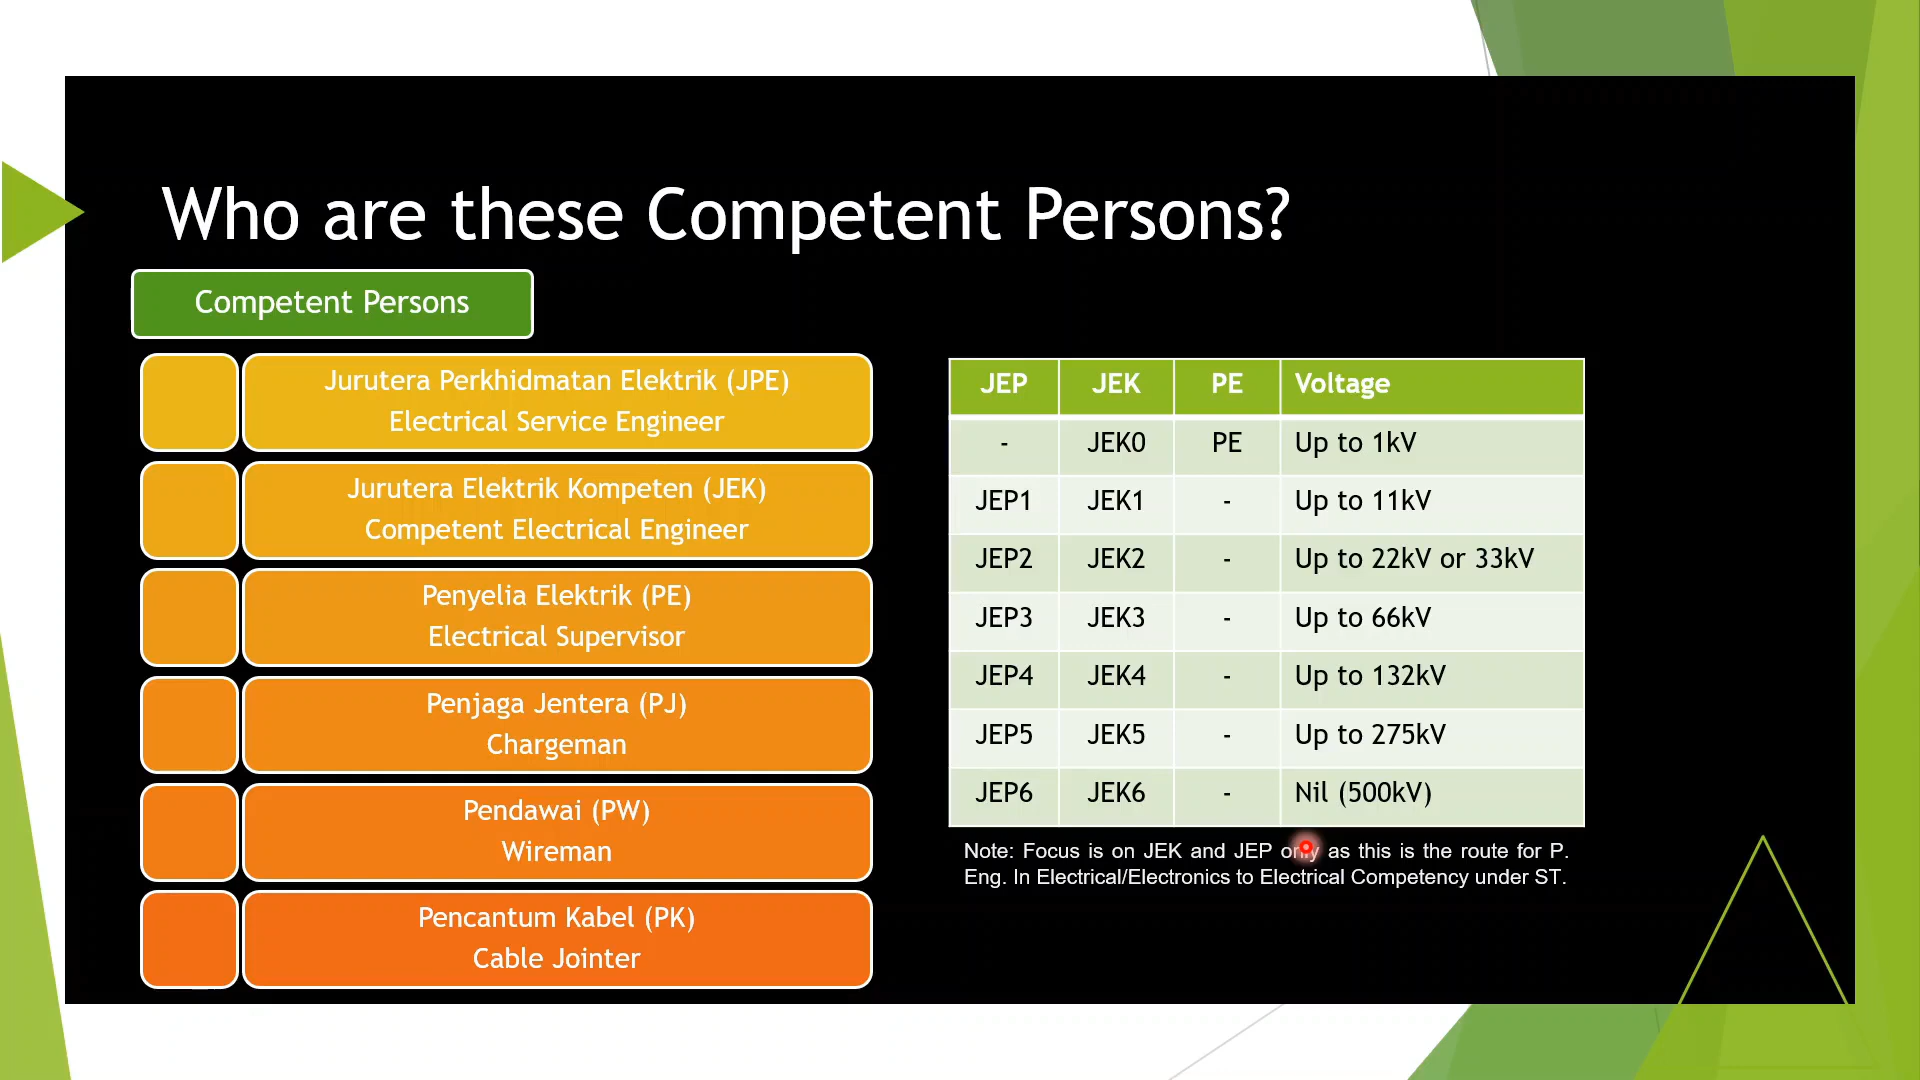 Who are these Competent Persons?
Competent Persons
Jurutera Perkhidmatan Elektrik (JPE)
Electrical Service Engineer
Jurutera Elektrik Kompeten (JEK)
Competent Electrical Engineer
Penyelia Elektrik (PE)
Electrical Supervisor
Penjaga Jentera (PJ)
Chargeman
Pendawai (PW)
Wireman
Pencantum Kabel (PK)
Cable Jointer
JEP JEK PE Voltage
- JEK0 PE Up to 1kV
JEP1 JEK1 - Up to 11kV
JEP2 JEK2 - Up to 22kV or 33kV
JEP3 JEK3 - Up to 66kV
JEP4 JEK4 - Up to 132kV
JEP5 JEK5 - Up to 275kV
JEP6 JEK6 - Nil (500kV)
Note: Focus is on JEK and JEP only as this is the route for P.
Eng. In Electrical/Electronics to Electrical Competency under ST.